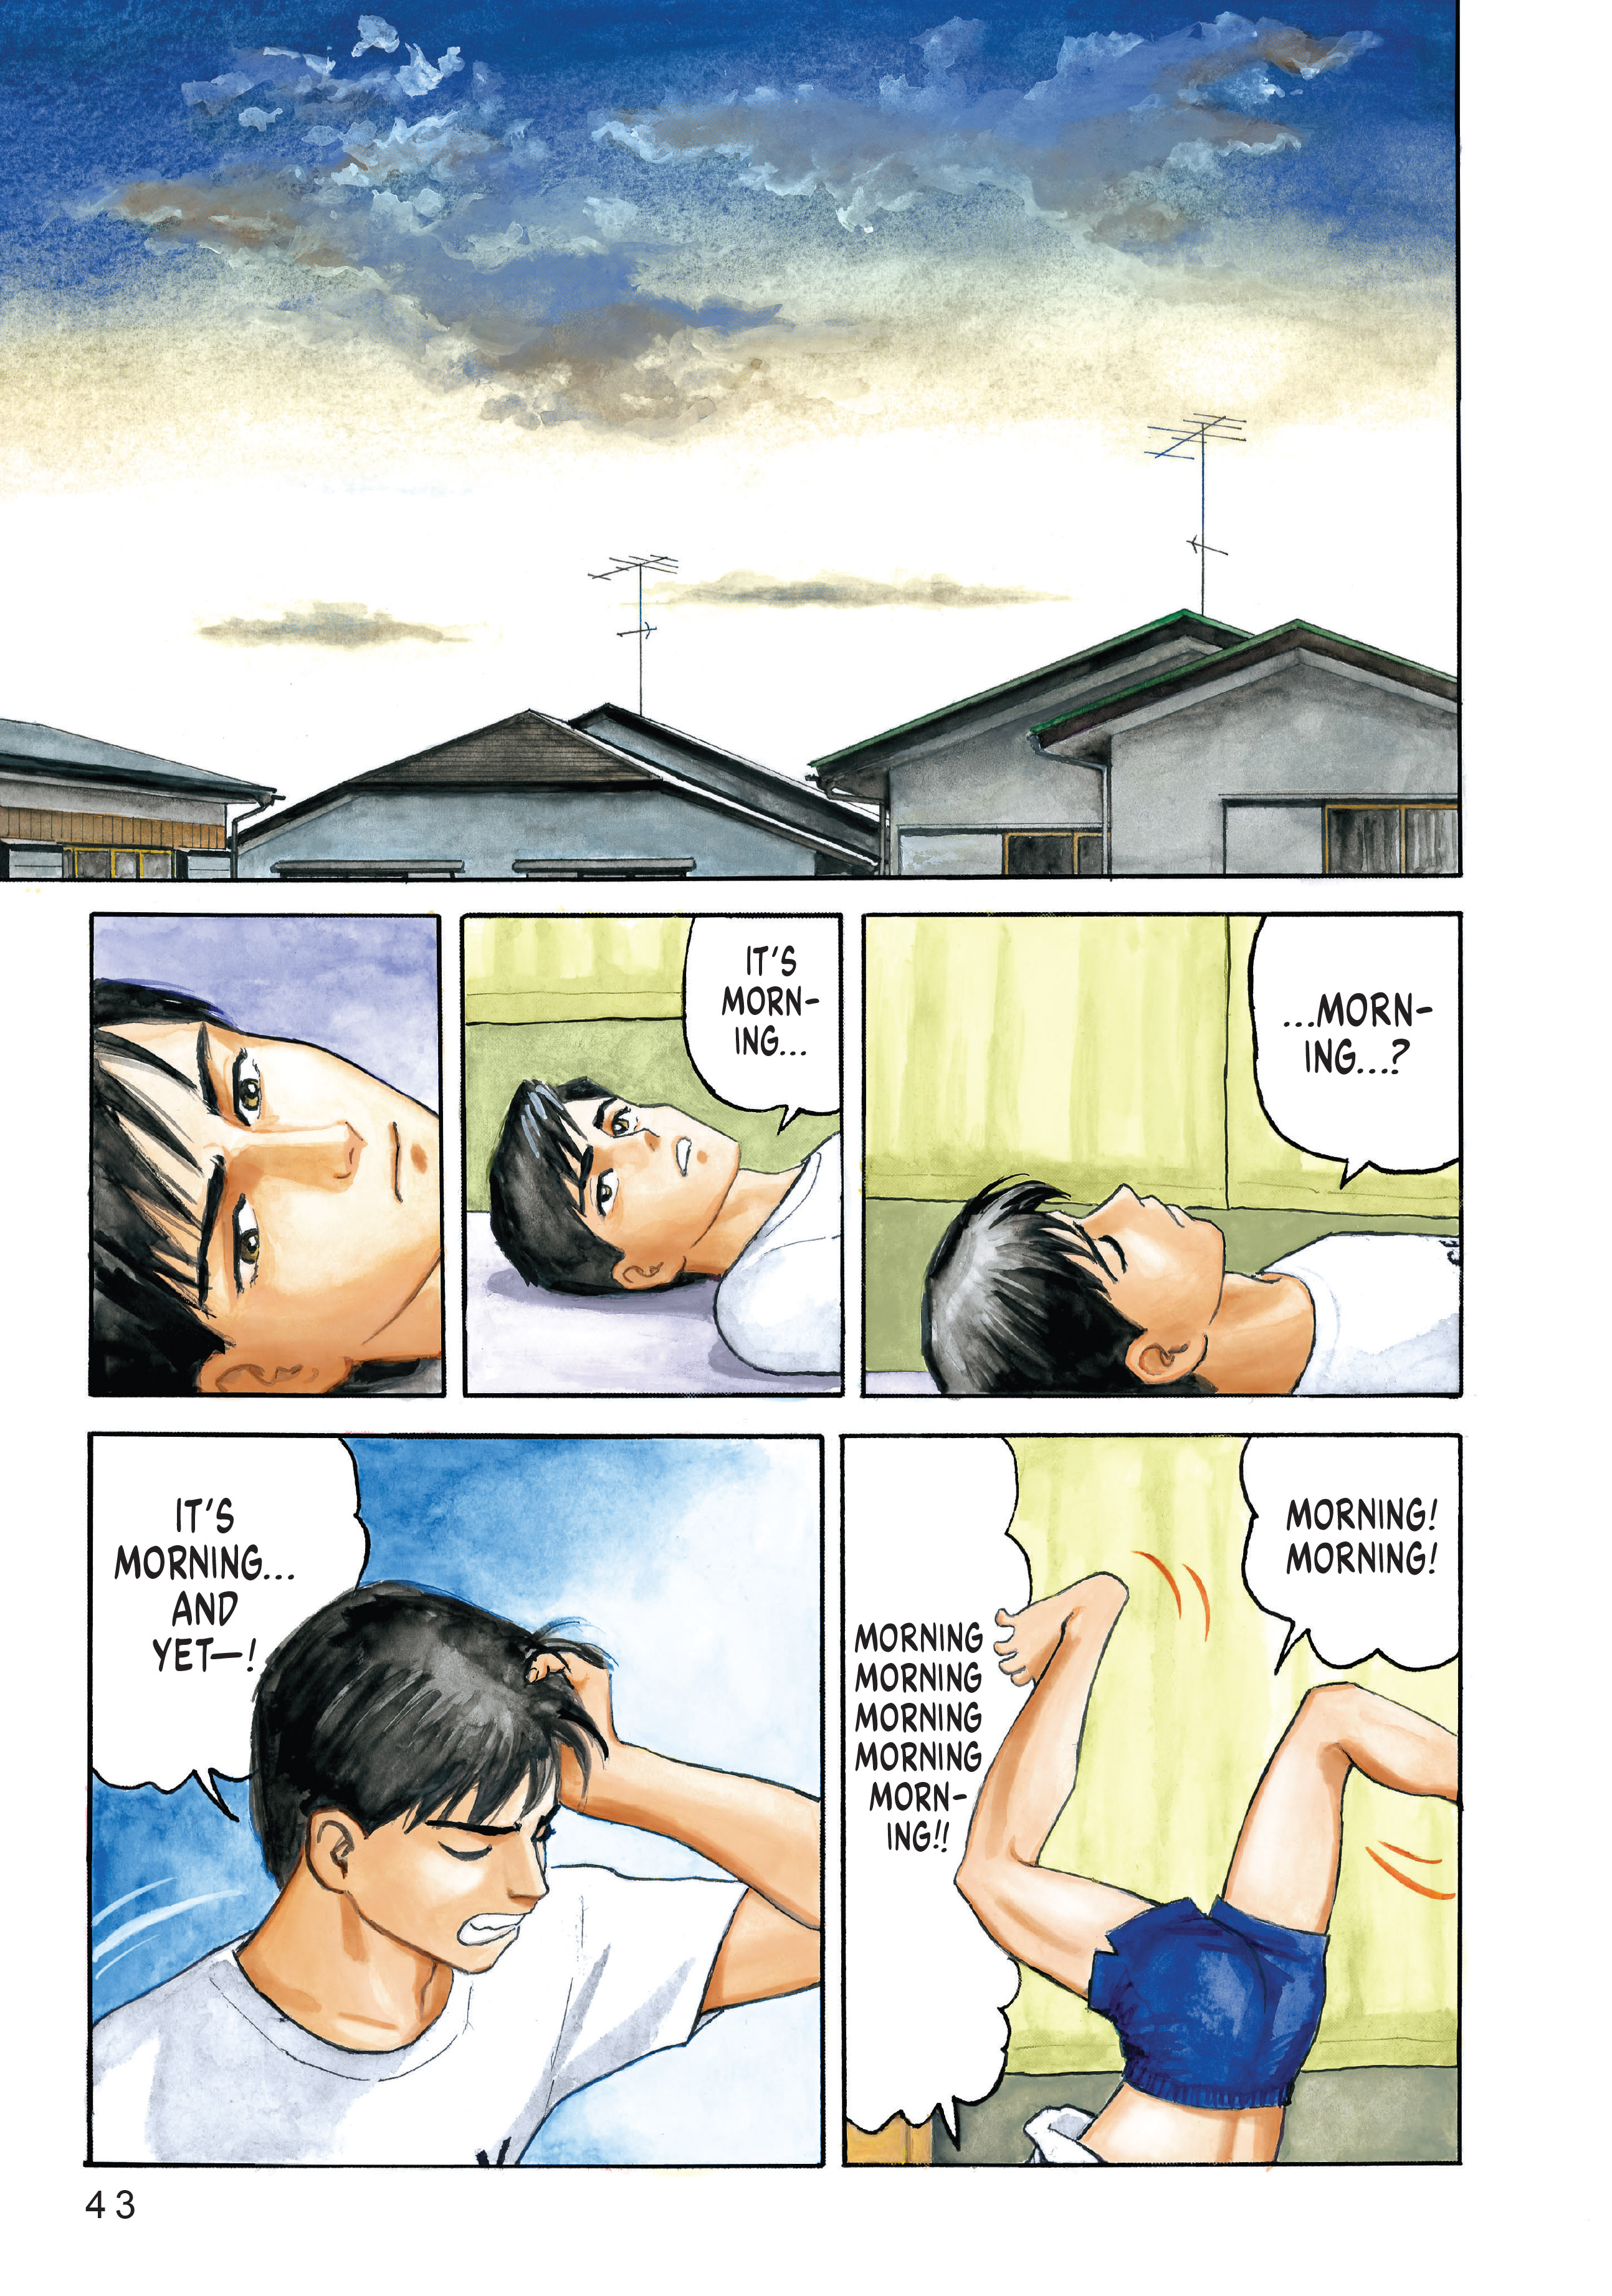 ...MORN-
ING...?
IT'S
MORN-
ING...
MORNING!
MORNING!
MORNING
MORNING
MORNING
MORNING
MORN-
ING!!
IT'S
MORNING...
AND
YET—!
43